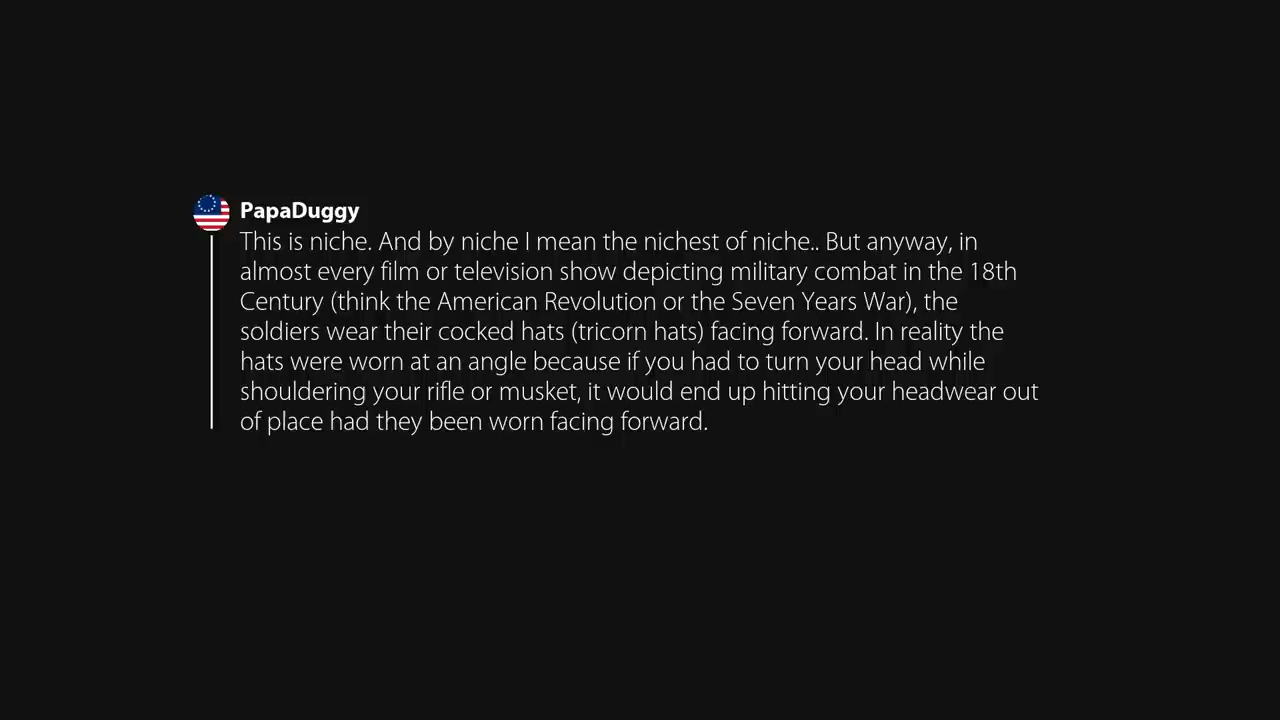 PapaDuggy
This is niche. And by niche I mean the nichest of niche.. But anyway, in
almost every film or television show depicting military combat in the 18th
Century (think the American Revolution or the Seven Years War), the
soldiers wear their cocked hats (tricorn hats) facing forward. In reality the
hats were worn at an angle because if you had to turn your head while
shouldering your rifle or musket, it would end up hitting your headwear out
of place had they been worn facing forward.